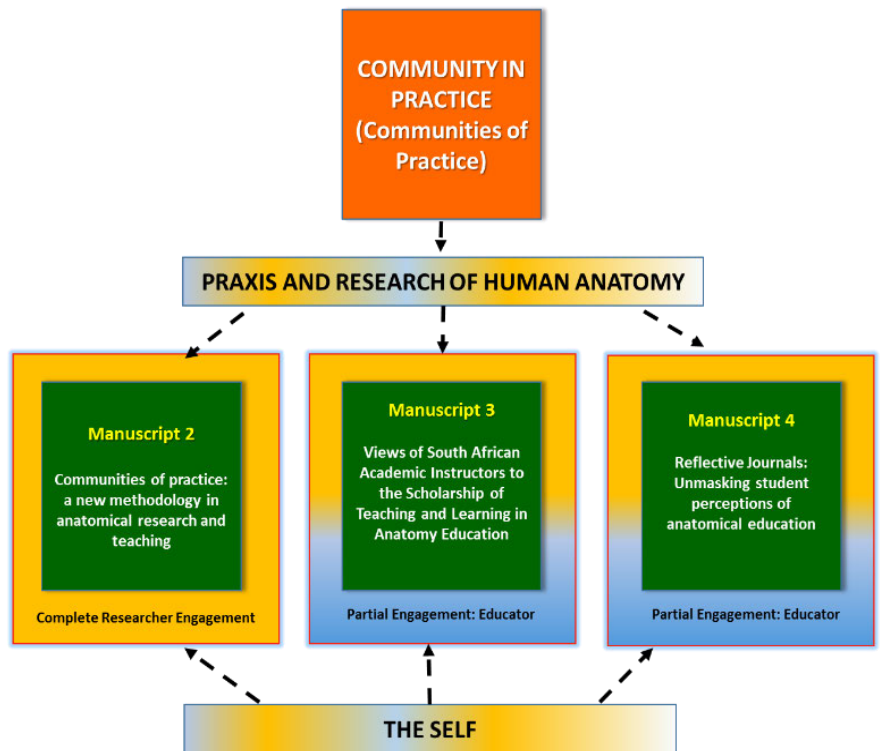 COMMUNITY IN
PRACTICE
(Communities of
Practice)
PRAXIS AND RESEARCH OF HUMAN ANATOMY
Manuscript 2
Communities of practice:
a new methodology in
anatomical research and
teaching
Complete Researcher Engagement
Manuscript 3
Views of South African
Academic Instructors to
the Scholarship of
Teaching and Learning in
Anatomy Education
Partial Engagement: Educator
Manuscript 4
Reflective Journals:
Unmasking student
perceptions of
anatomical education
Partial Engagement: Educator
THE SELF